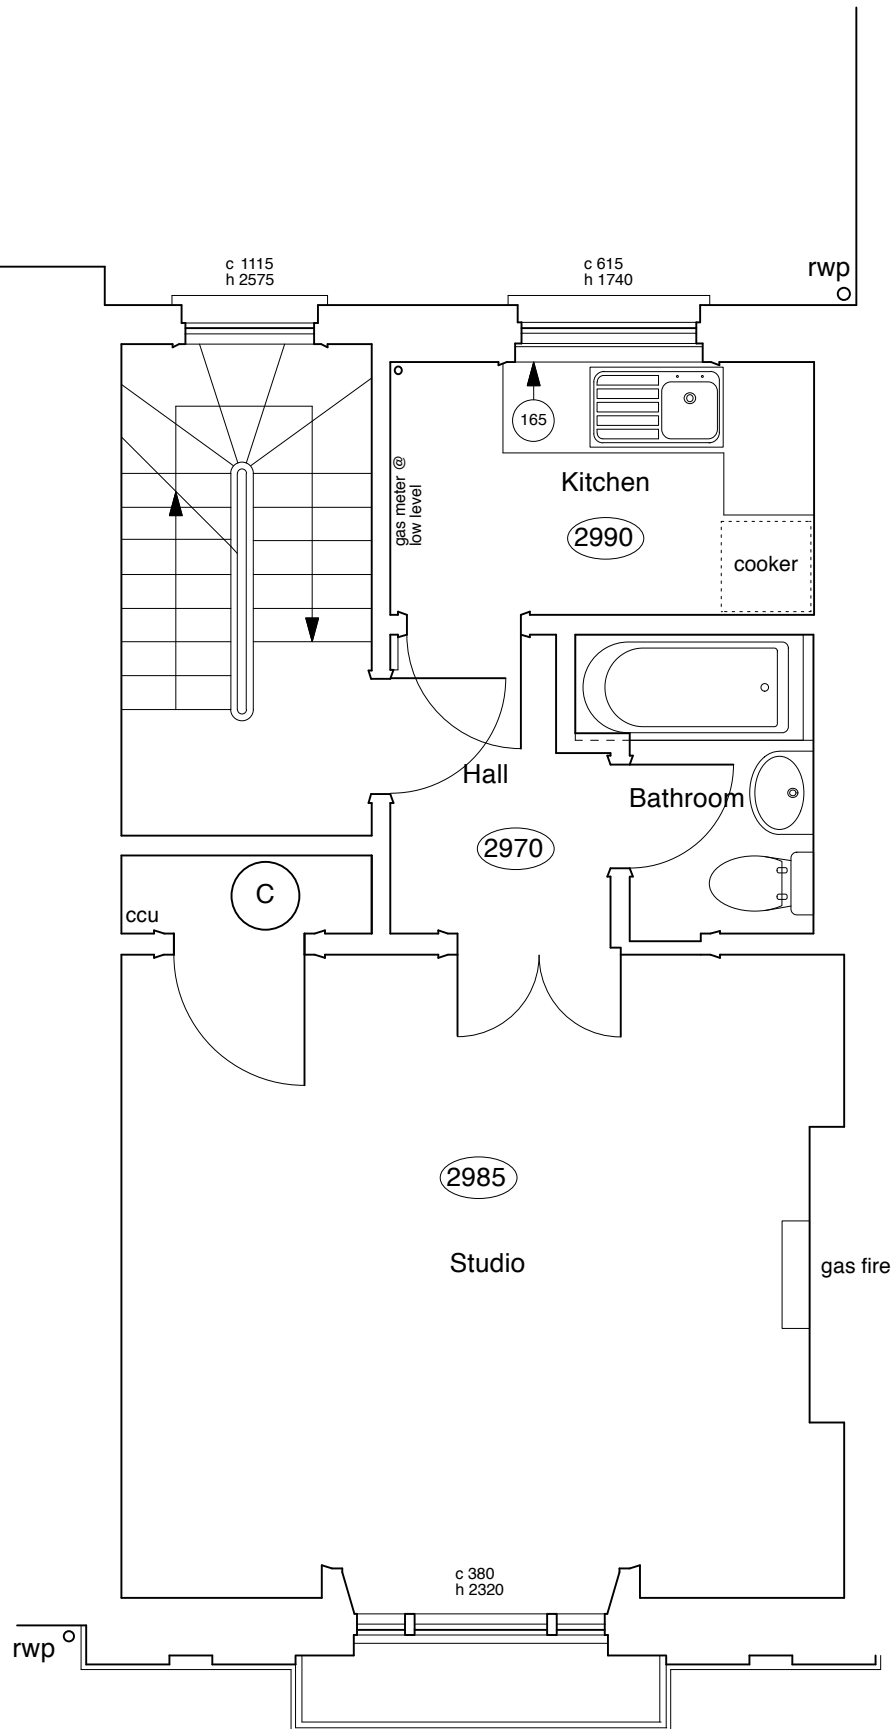 c 1115
h 2575
c 615
h 1740
rwp
165
gas meter @
low level
Kitchen
2990
cooker
Hall
Bathroom
2970
C
ccu
2985
Studio
gas fire
c 380
h 2320
rwp